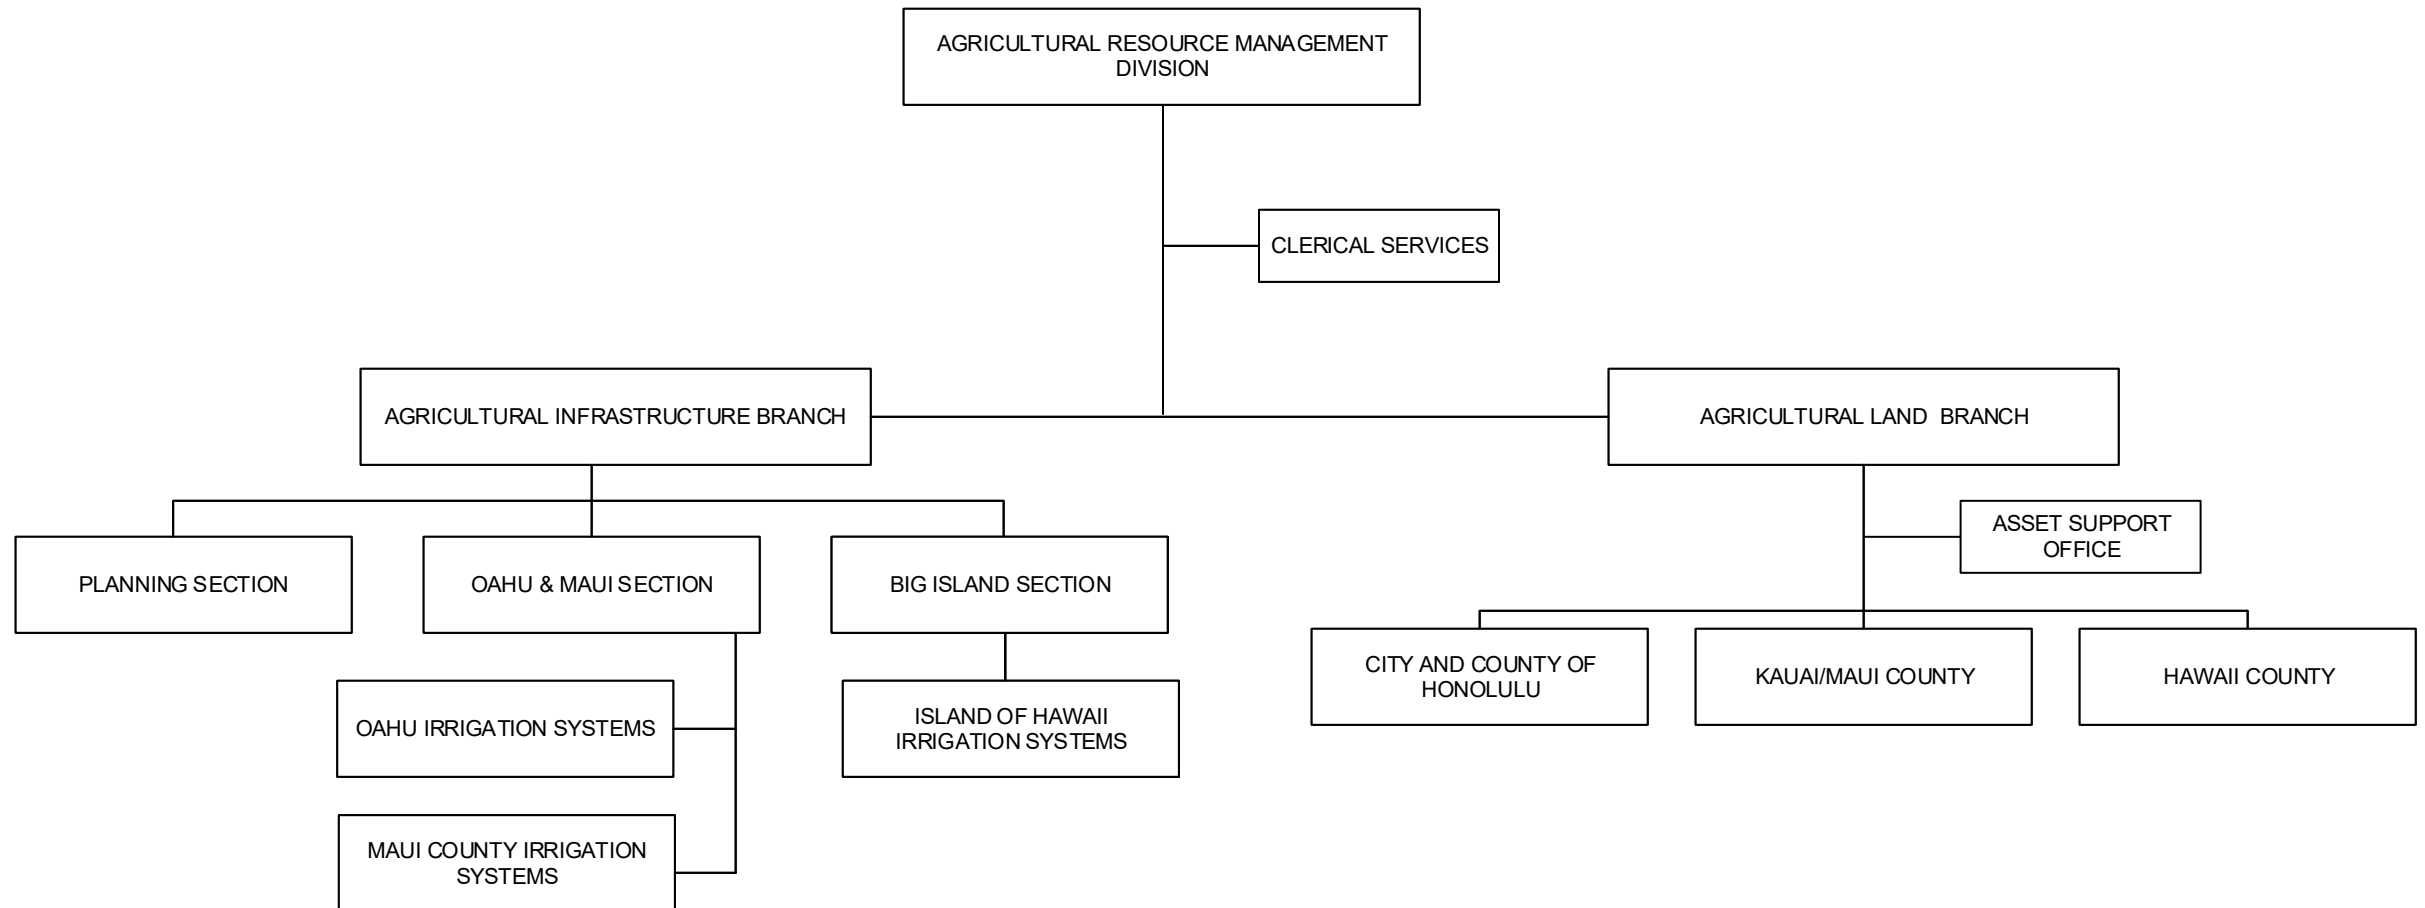 AGRICULTURAL RESOURCE MANAGEMENT
DIVISION
CLERICAL SERVICES
AGRICULTURAL INFRASTRUCTURE BRANCH
AGRICULTURAL LAND BRANCH
ASSET SUPPORT
OFFICE
PLANNING SECTION
OAHU & MAUI SECTION
BIG ISLAND SECTION
CITY AND COUNTY OF
HONOLULU
KAUAI/MAUI COUNTY
HAWAII COUNTY
OAHU IRRIGATION SYSTEMS
ISLAND OF HAWAII
IRRIGATION SYSTEMS
MAUI COUNTY IRRIGATION
SYSTEMS